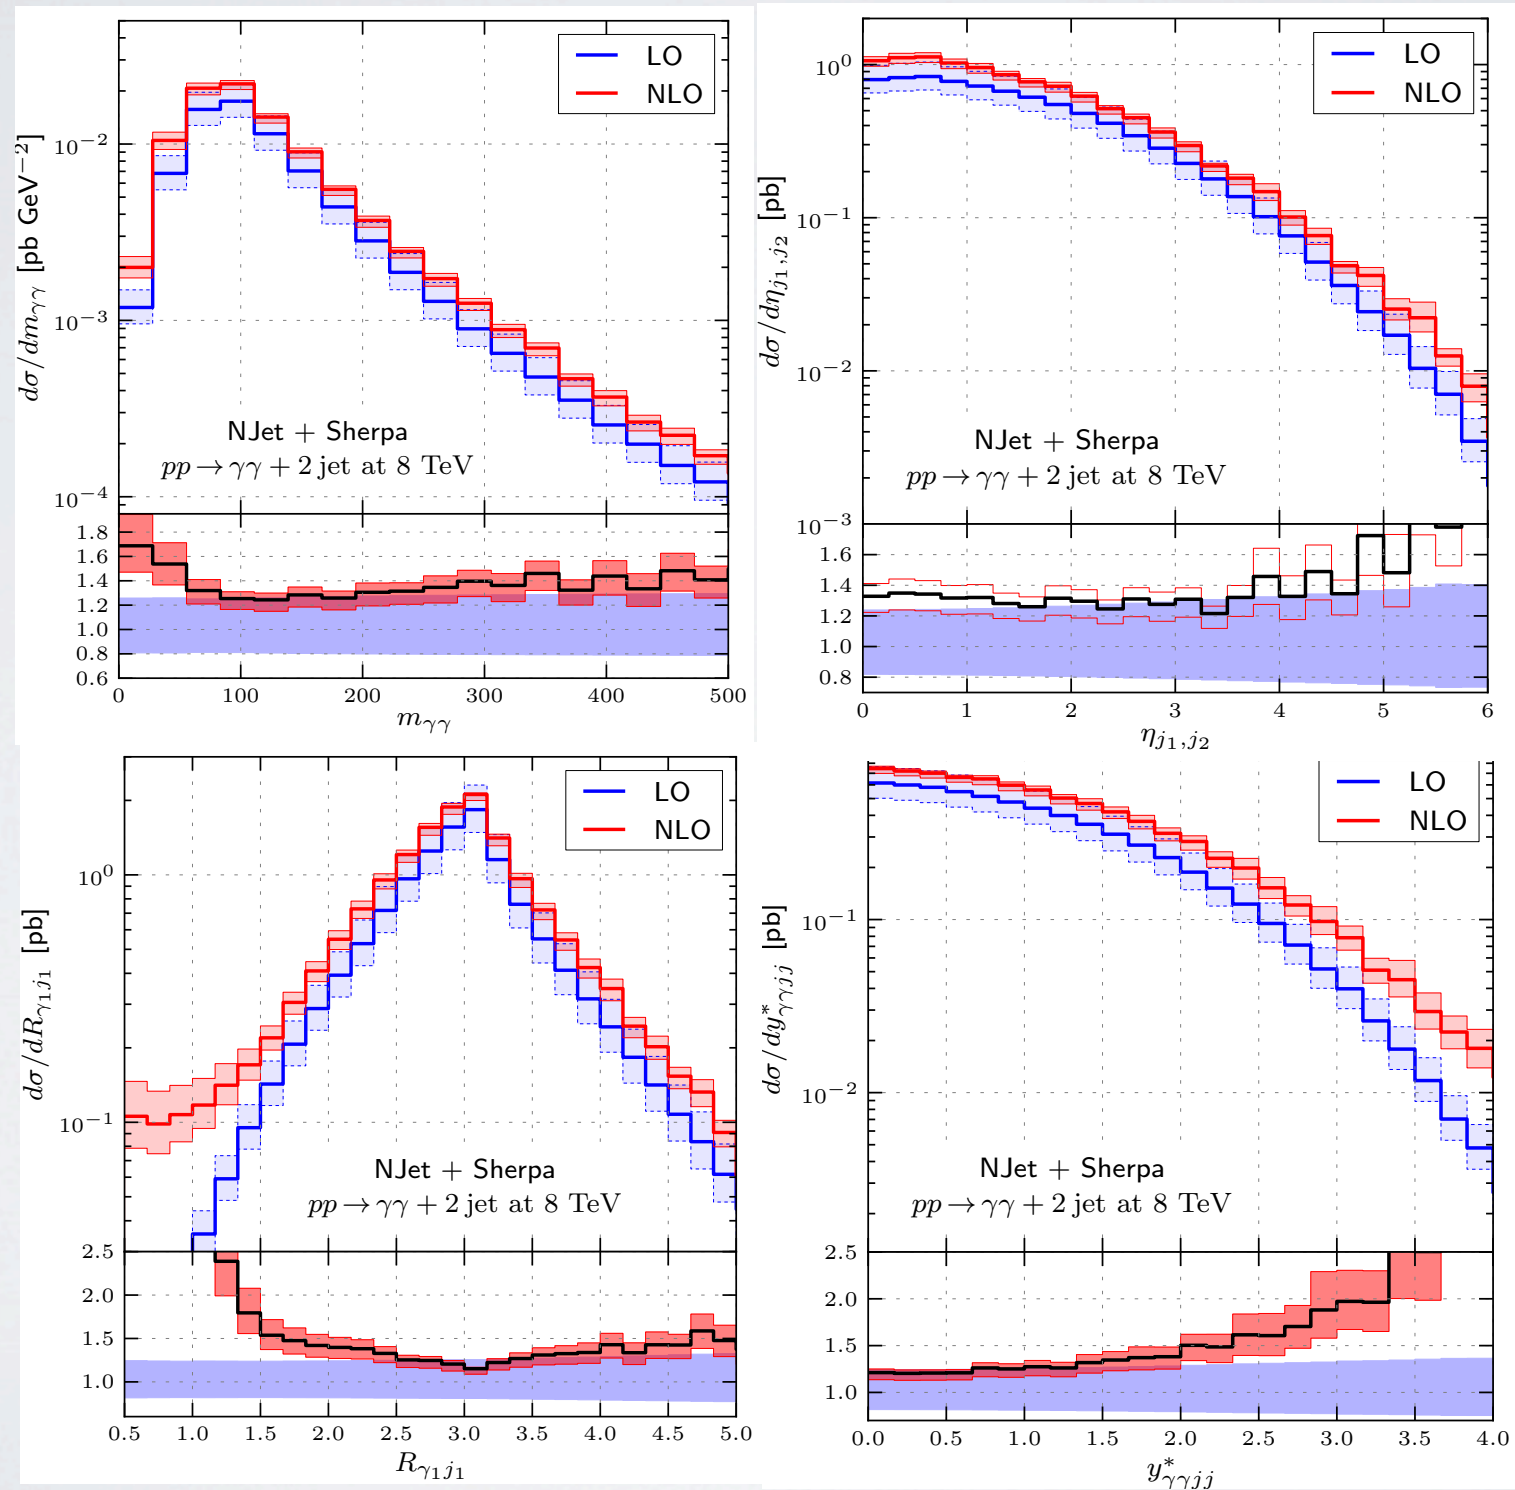 LO
NLO
10⁻²
10⁻³
10⁻⁴
dσ/dm_γγ [pb GeV⁻²]
NJet + Sherpa
pp → γγ + 2 jet at 8 TeV
1.8
1.6
1.4
1.2
1.0
0.8
0.6
0 100 200 300 400 500
m_γγ
LO
NLO
10⁰
10⁻¹
10⁻²
10⁻³
dσ/dη_j₁,j₂ [pb]
NJet + Sherpa
pp → γγ + 2 jet at 8 TeV
1.6
1.4
1.2
1.0
0.8
0 1 2 3 4 5 6
η_j₁,j₂
LO
NLO
10⁰
10⁻¹
dσ/dR_γ₁j₁ [pb]
NJet + Sherpa
pp → γγ + 2 jet at 8 TeV
2.5
2.0
1.5
1.0
0.5 1.0 1.5 2.0 2.5 3.0 3.5 4.0 4.5 5.0
R_γ₁j₁
LO
NLO
10⁻¹
10⁻²
dσ/dy*_γγjj [pb]
NJet + Sherpa
pp → γγ + 2 jet at 8 TeV
2.5
2.0
1.5
1.0
0.0 0.5 1.0 1.5 2.0 2.5 3.0 3.5 4.0
y*_γγjj